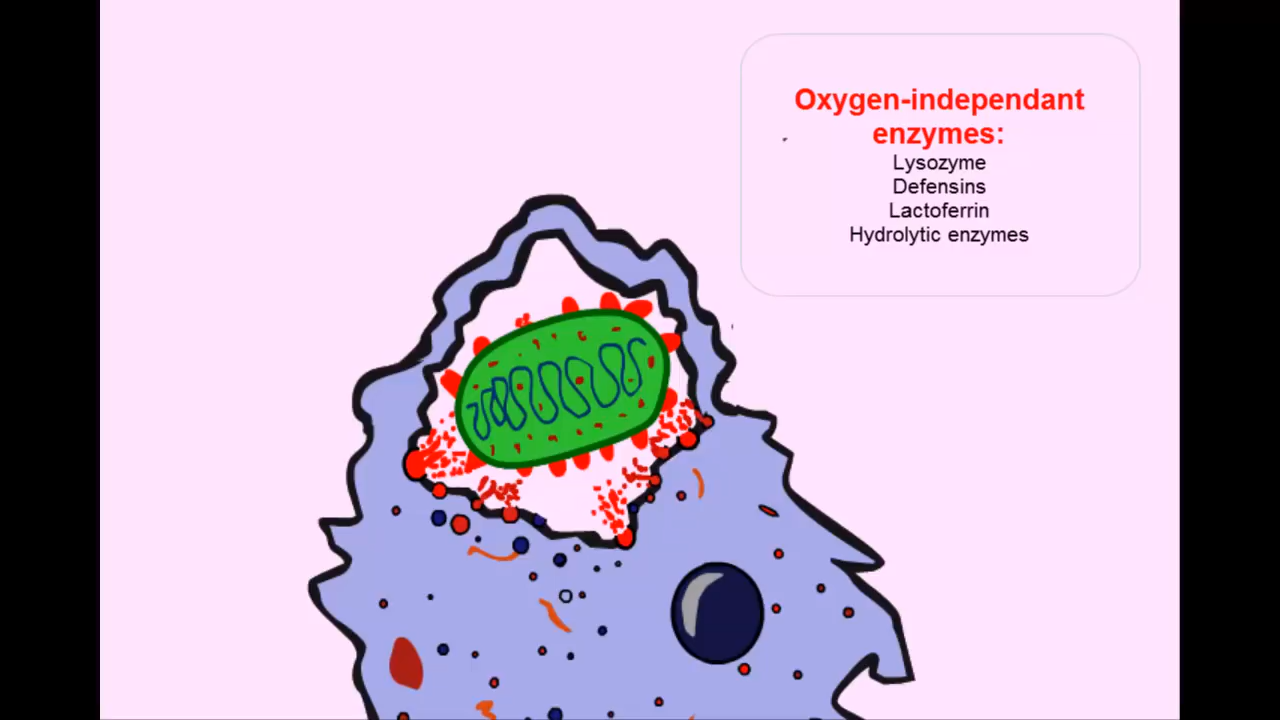 Oxygen-independant
enzymes:
Lysozyme
Defensins
Lactoferrin
Hydrolytic enzymes